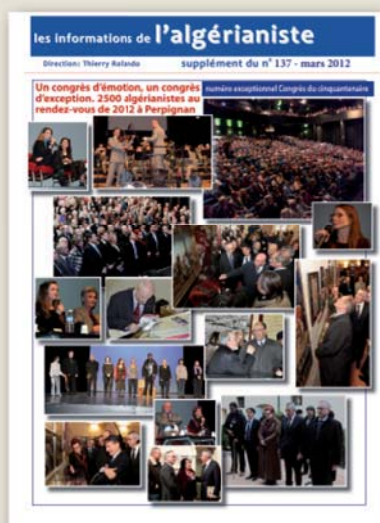 les informations de l'algérianiste
Direction: Thierry Rolando
supplément du n° 137 - mars 2012
Un congrès d'émotion, un congrès
d'exception. 2500 algérianistes au
rendez-vous de 2012 à Perpignan
numéro exceptionnel Congrès du cinquantenaire